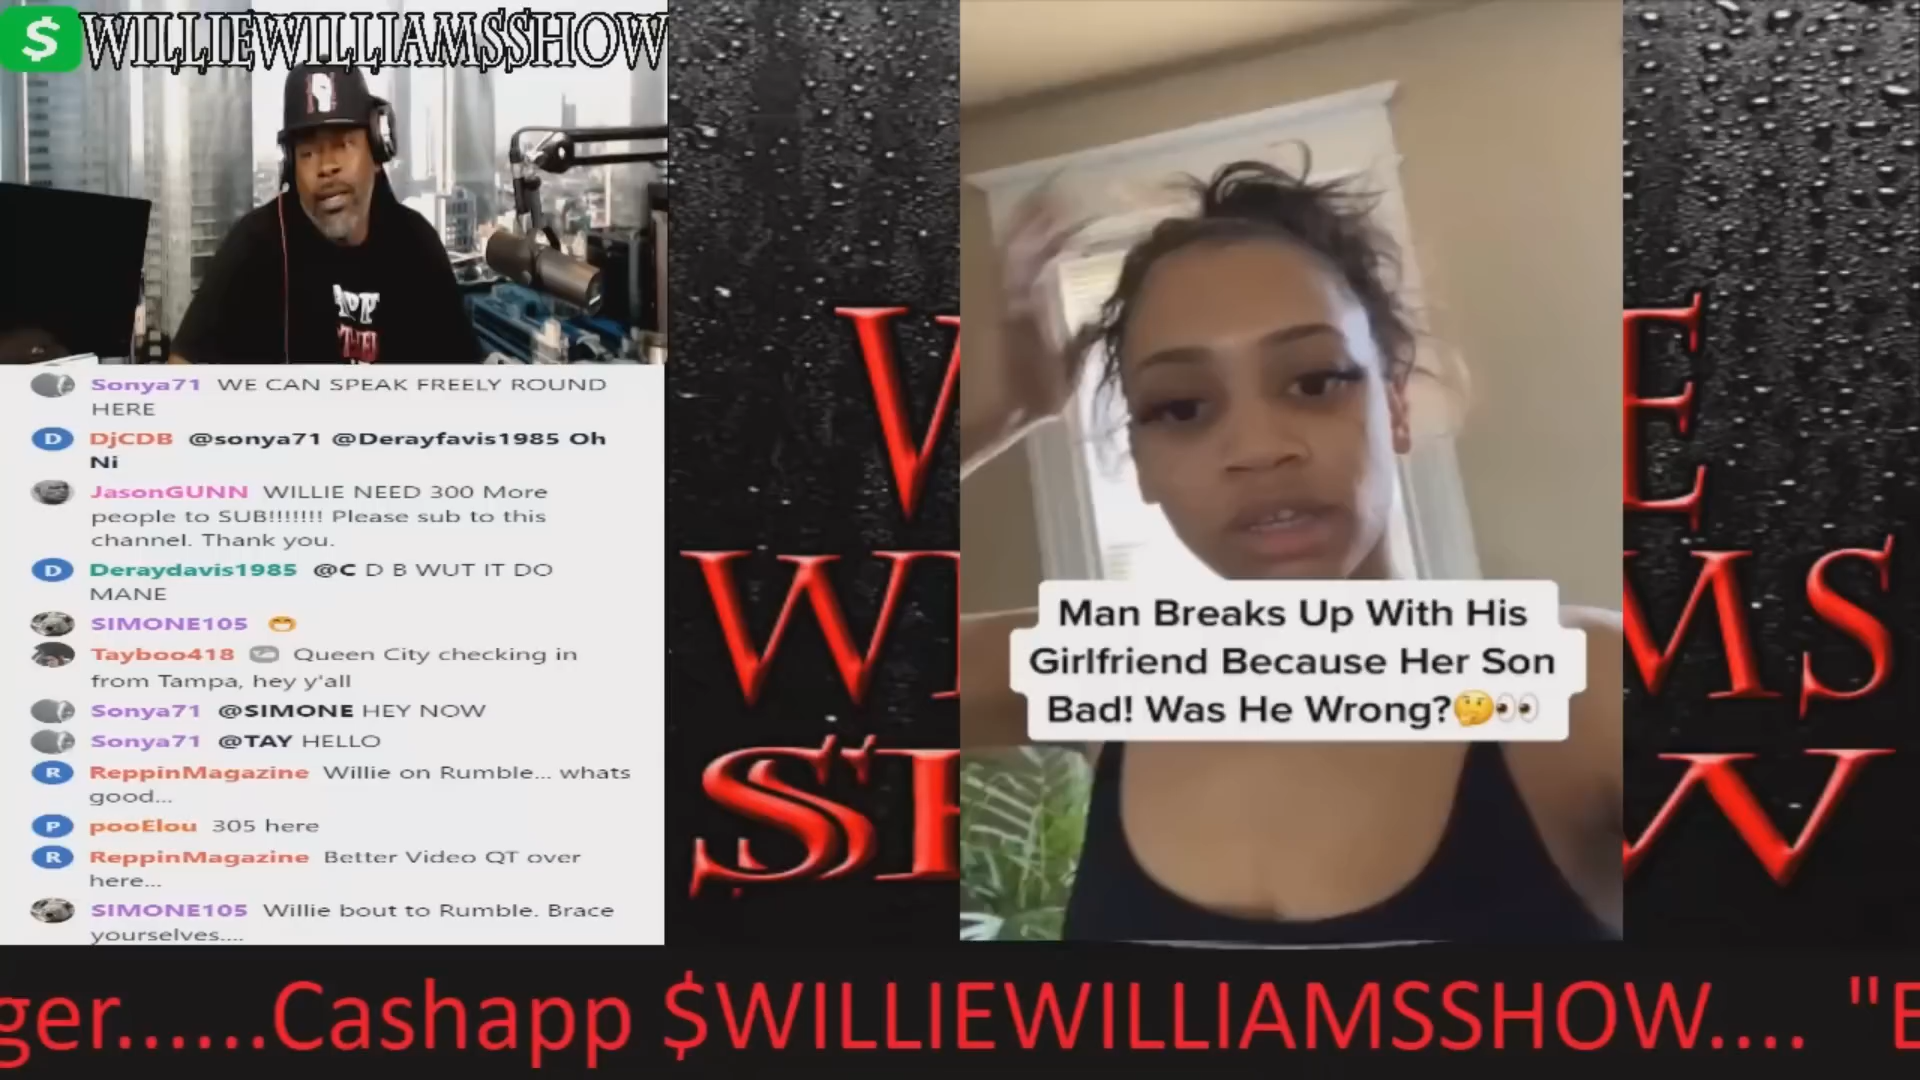 $ WILLIEWILLIAMSSHOW
Sonya71 WE CAN SPEAK FREELY ROUND
HERE
D DjCDB @sonya71 @Derayfavis1985 Oh
Ni
JasonGUNN WILLIE NEED 300 More
people to SUB!!!!!!! Please sub to this
channel. Thank you.
D Deraydavis1985 @C D B WUT IT DO
MANE
SIMONE105 😁
Tayboo418 Queen City checking in
from Tampa, hey y'all
Sonya71 @SIMONE HEY NOW
Sonya71 @TAY HELLO
R ReppinMagazine Willie on Rumble... whats
good...
P pooElou 305 here
R ReppinMagazine Better Video QT over
here...
SIMONE105 Willie bout to Rumble. Brace
yourselves....
Man Breaks Up With His
Girlfriend Because Her Son
Bad! Was He Wrong?🤔👀
W E
WI MS
SH W
ger......Cashapp $WILLIEWILLIAMSSHOW.... "E